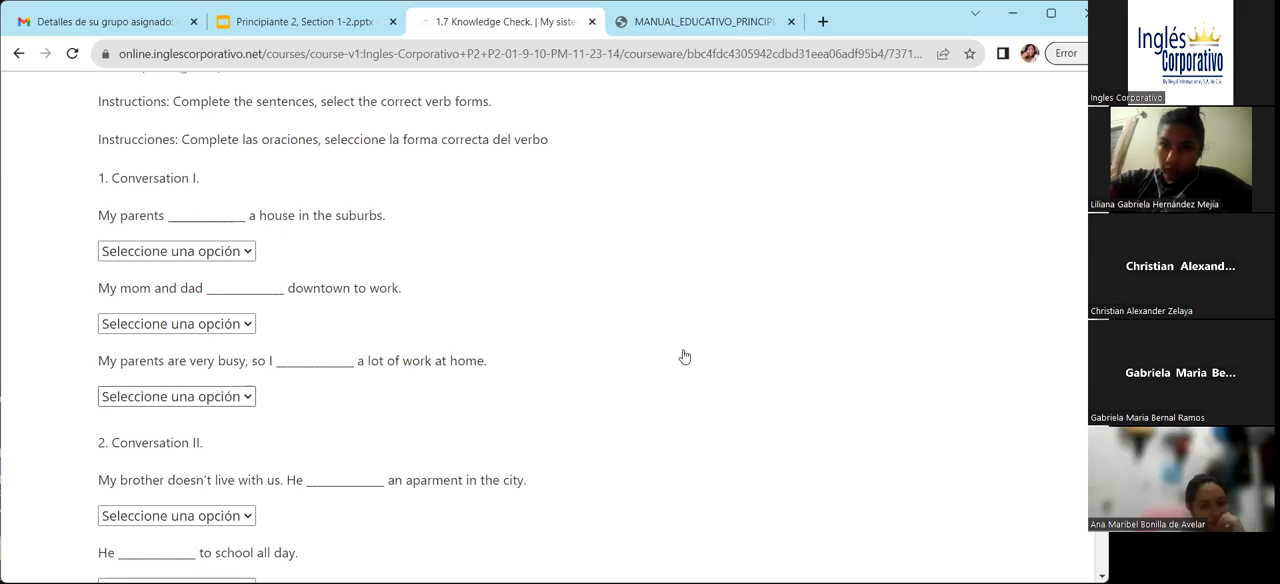 Detalles de su grupo asignado:
Principiante 2, Section 1-2.pptx
1.7 Knowledge Check. | My siste
MANUAL_EDUCATIVO_PRINCIPI
online.inglescorporativo.net/courses/course-v1:Ingles-Corporativo+P2+P2-01-9-10-PM-11-23-14/courseware/bbc4fdc4305942cdbd31eea06adf95b4/7371...
Error
Instructions: Complete the sentences, select the correct verb forms.
Instrucciones: Complete las oraciones, seleccione la forma correcta del verbo
1. Conversation I.
My parents _____________ a house in the suburbs.
Seleccione una opción
My mom and dad _____________ downtown to work.
Seleccione una opción
My parents are very busy, so I _____________ a lot of work at home.
Seleccione una opción
2. Conversation II.
My brother doesn't live with us. He _____________ an aparment in the city.
Seleccione una opción
He _____________ to school all day.
Inglés
Corporativo
Ingles Corporativo
Liliana Gabriela Hernández Mejía
Christian Alexand...
Christian Alexander Zelaya
Gabriela Maria Be...
Gabriela Maria Bernal Ramos
Ana Maribel Bonilla de Avelar